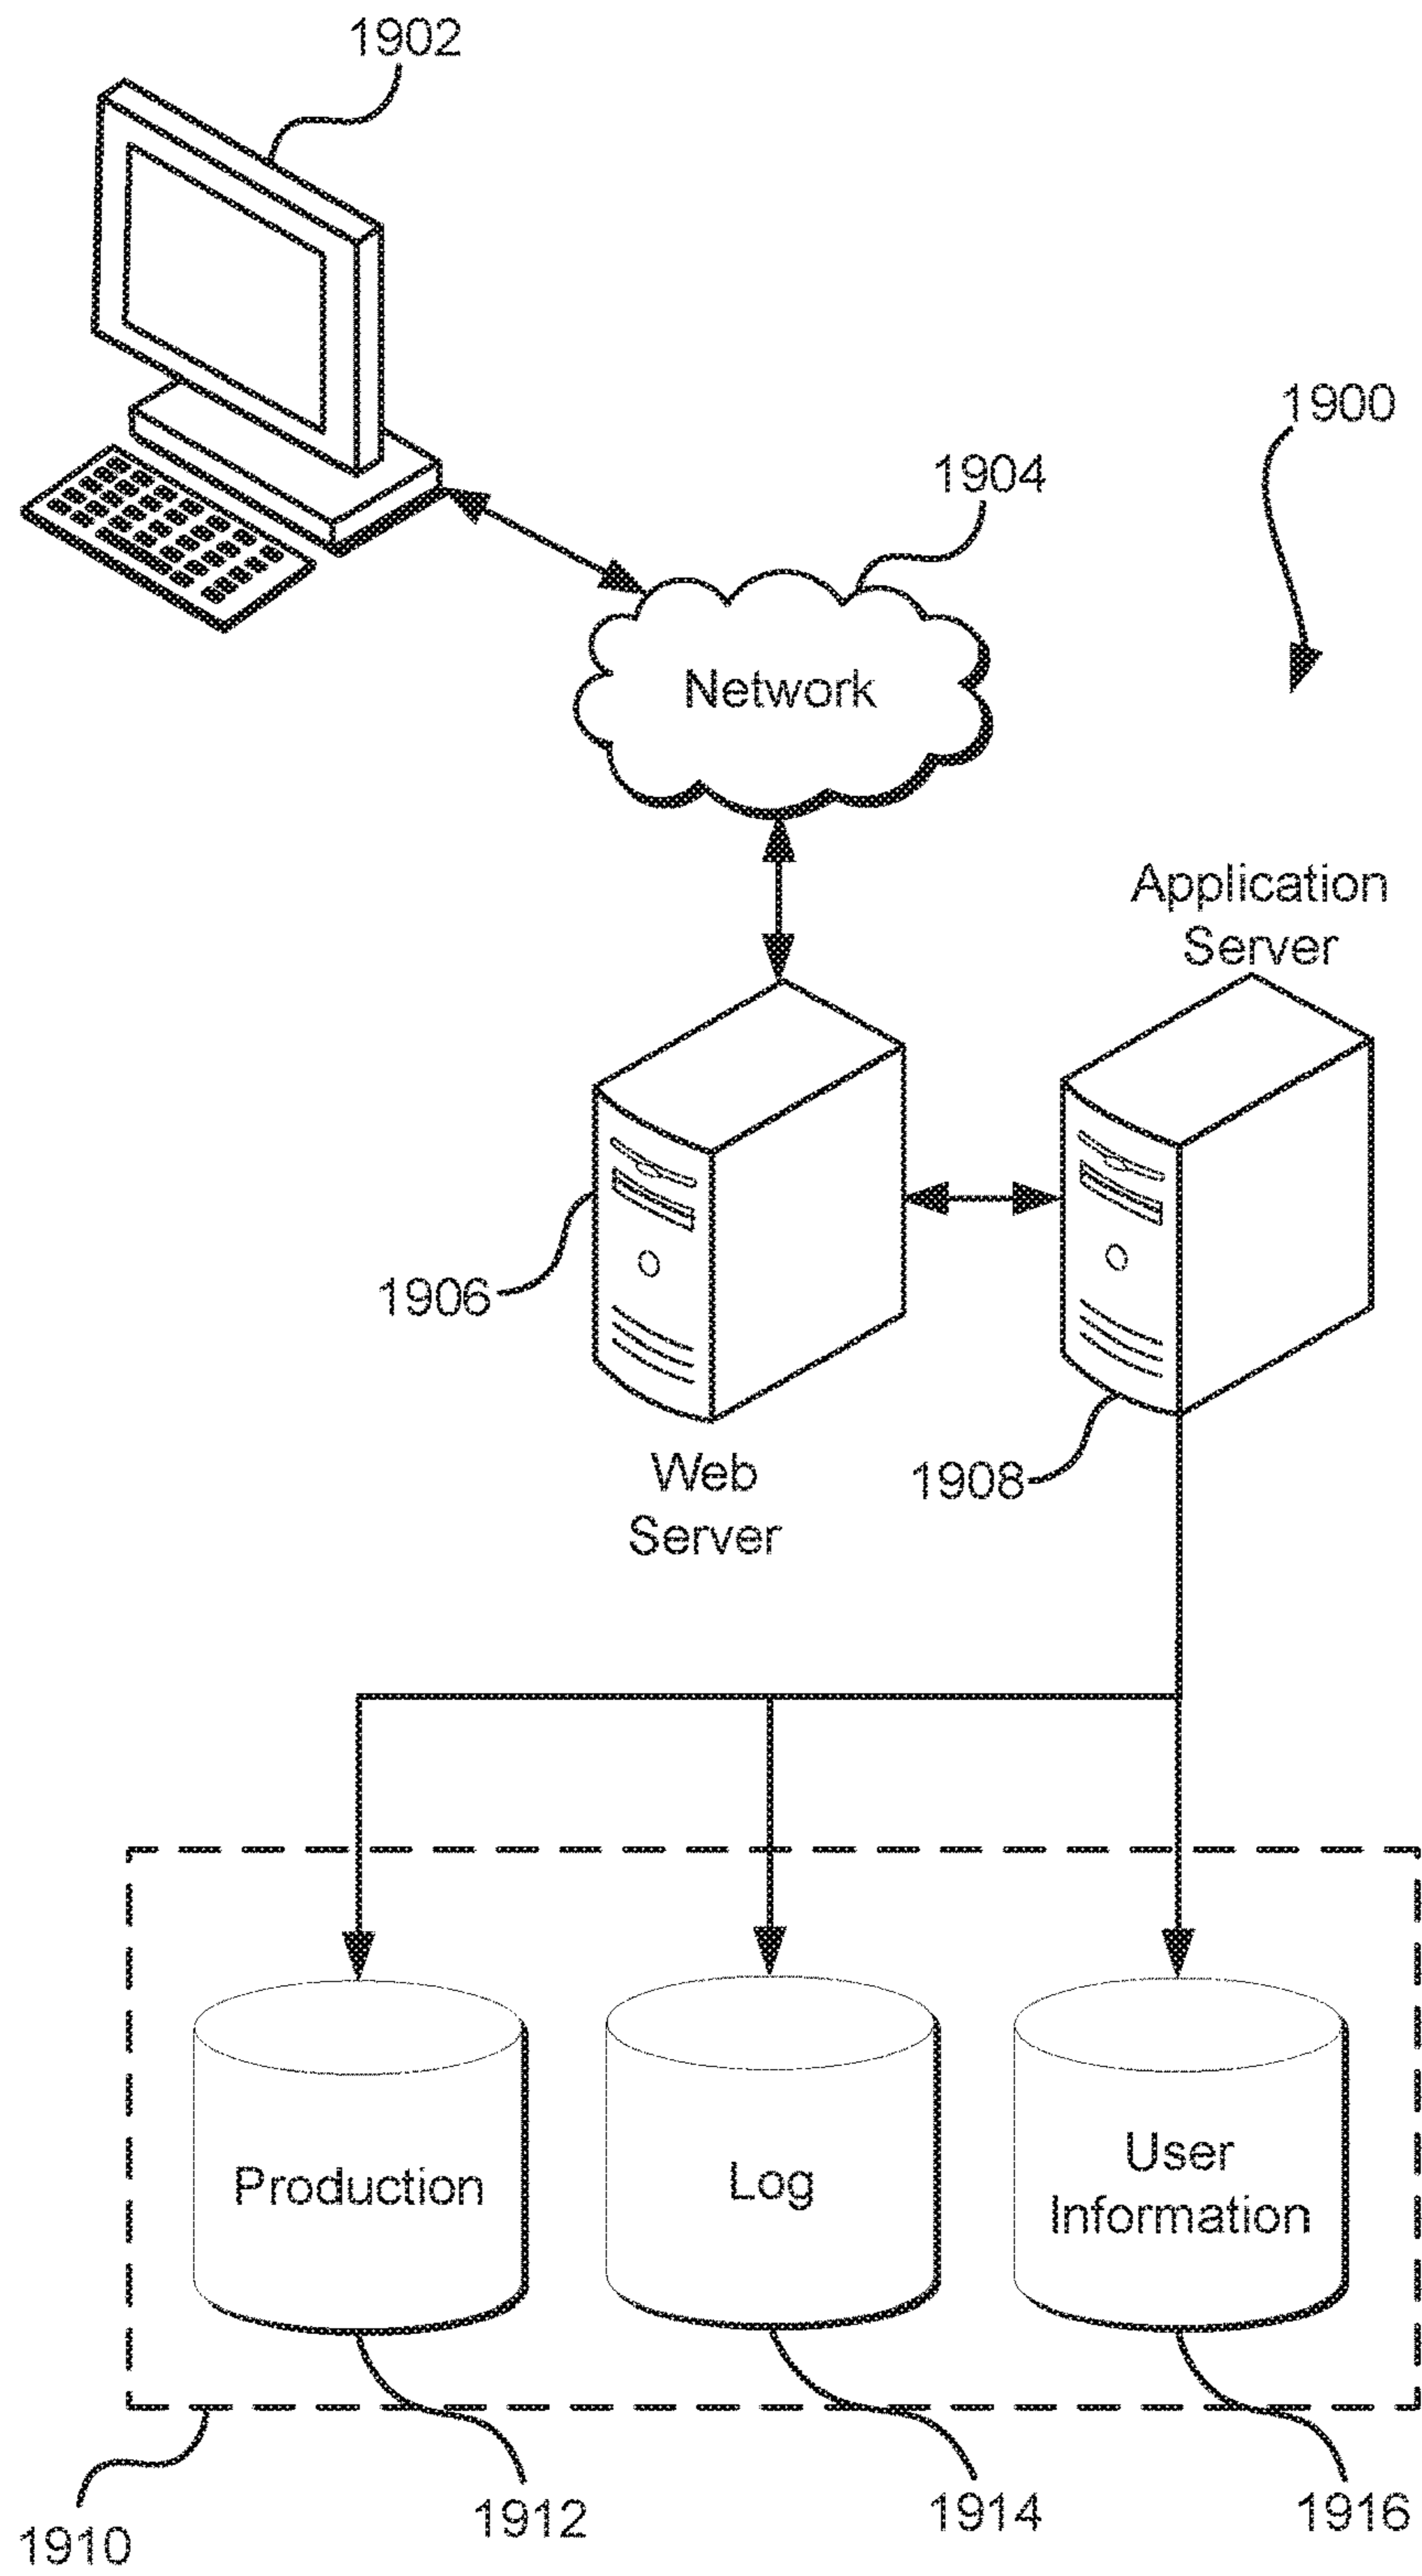 1902
1900
1904
Network
Application
Server
1906
Web
Server
1908
Production
Log
User
Information
1910
1912
1914
1916